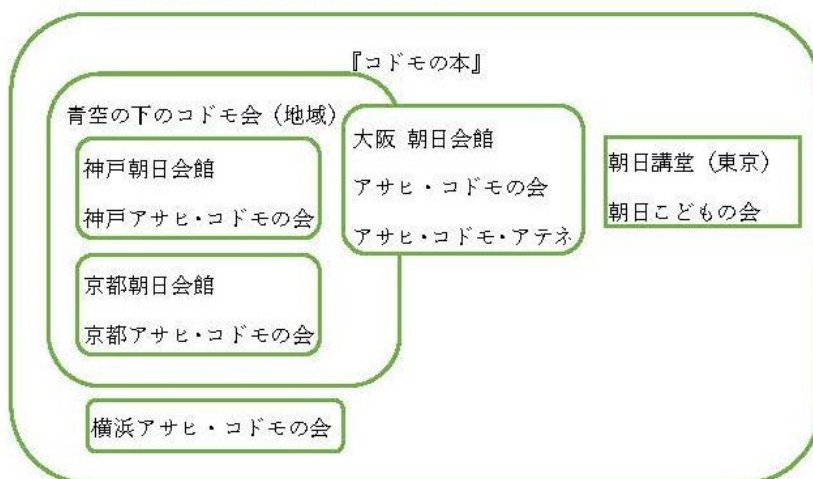 『コドモの本』
青空の下のコドモ会（地域）
神戸朝日会館
神戸アサヒ・コドモの会
京都朝日会館
京都アサヒ・コドモの会
大阪 朝日会館
アサヒ・コドモの会
アサヒ・コドモ・アテネ
朝日講堂（東京）
朝日こどもの会
横浜アサヒ・コドモの会